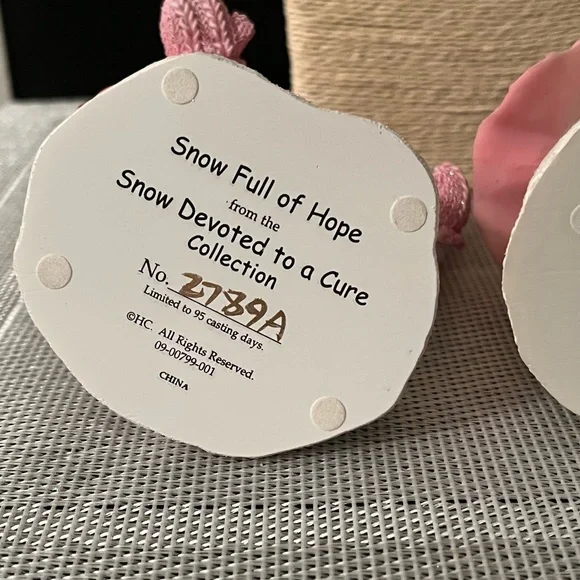 Snow Full of Hope
from the
Snow Devoted to a Cure
Collection
No. 2789A
Limited to 95 casting days.
©HC. All Rights Reserved.
09-00799-001
CHINA